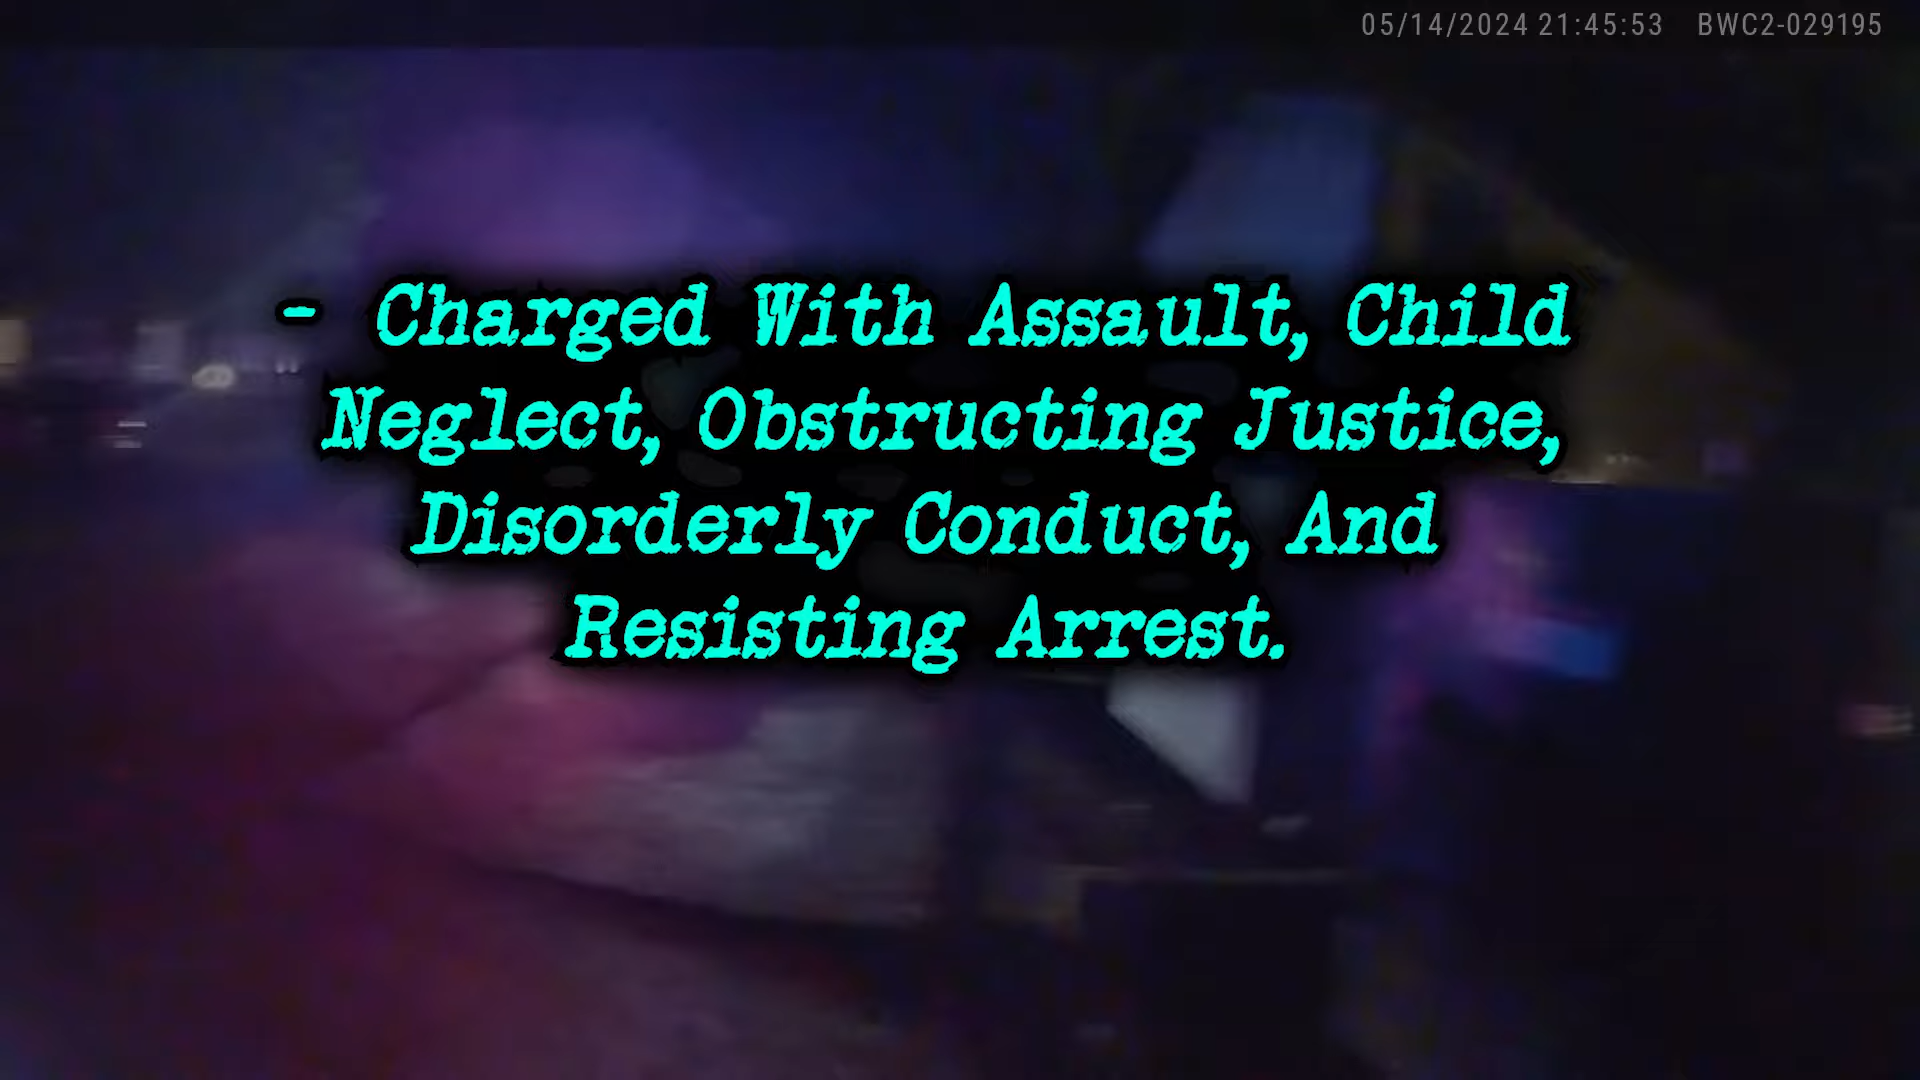 05/14/2024 21:45:53 BWC2-029195
- Charged With Assault, Child
Neglect, Obstructing Justice,
Disorderly Conduct, And
Resisting Arrest.